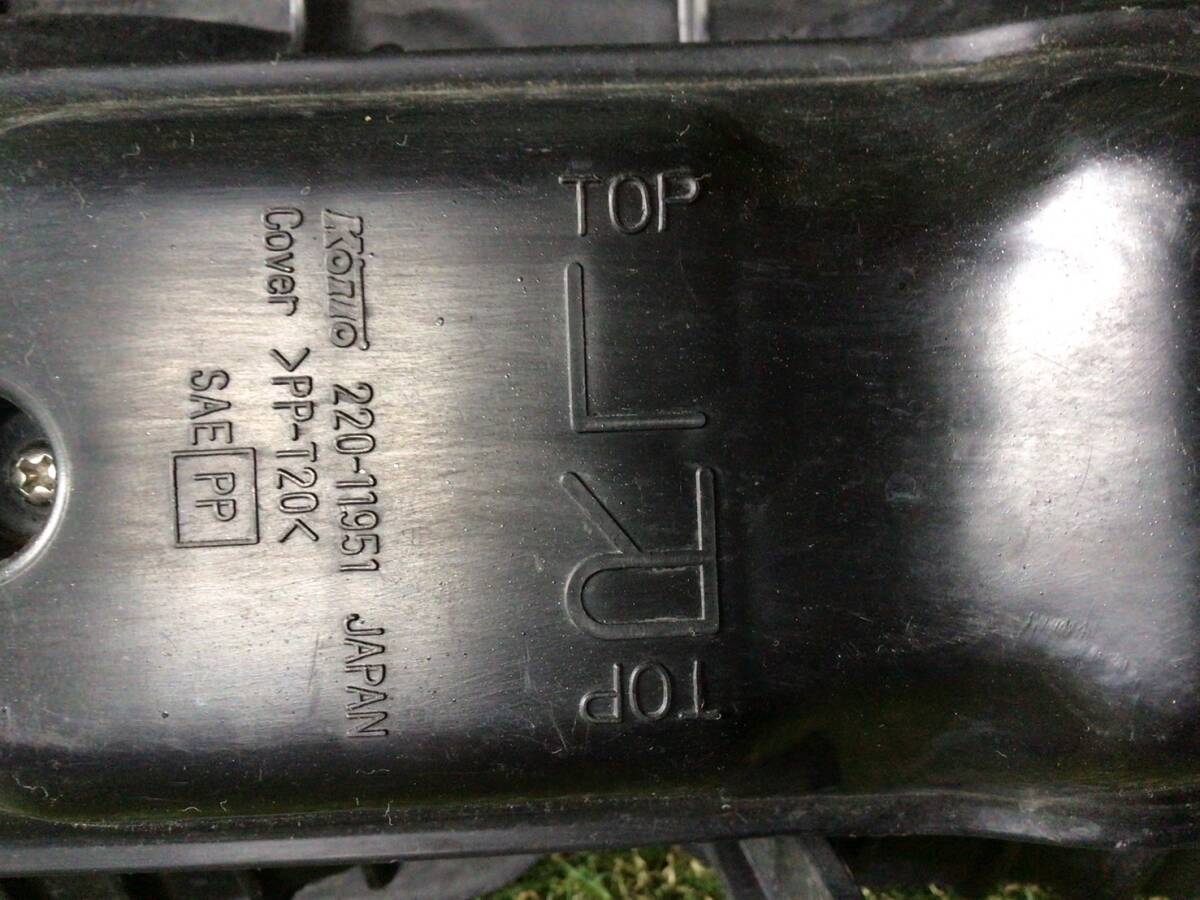 TOP
L
R
TOP
Koito 220-11951 JAPAN
Cover >PP-T20<
SAE PP